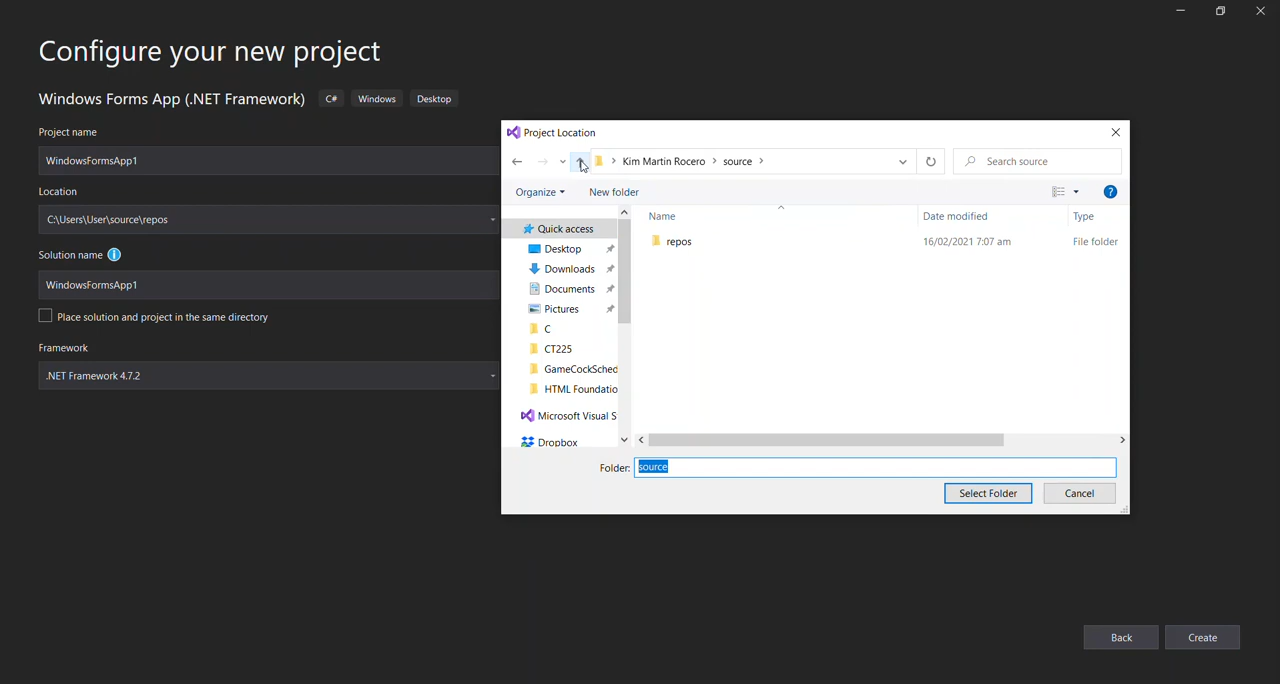 Configure your new project
Windows Forms App (.NET Framework) C# Windows Desktop
Project name
WindowsFormsApp1
Location
C:\Users\User\source\repos
Solution name
WindowsFormsApp1
Place solution and project in the same directory
Framework
.NET Framework 4.7.2
Project Location
Kim Martin Rocero > source >
Search source
Organize New folder
Name Date modified Type
repos 16/02/2021 7:07 am File folder
Quick access
Desktop
Downloads
Documents
Pictures
C
CT225
GameCockSched
HTML Foundatio
Microsoft Visual S
Dropbox
Folder: source
Select Folder Cancel
Back Create